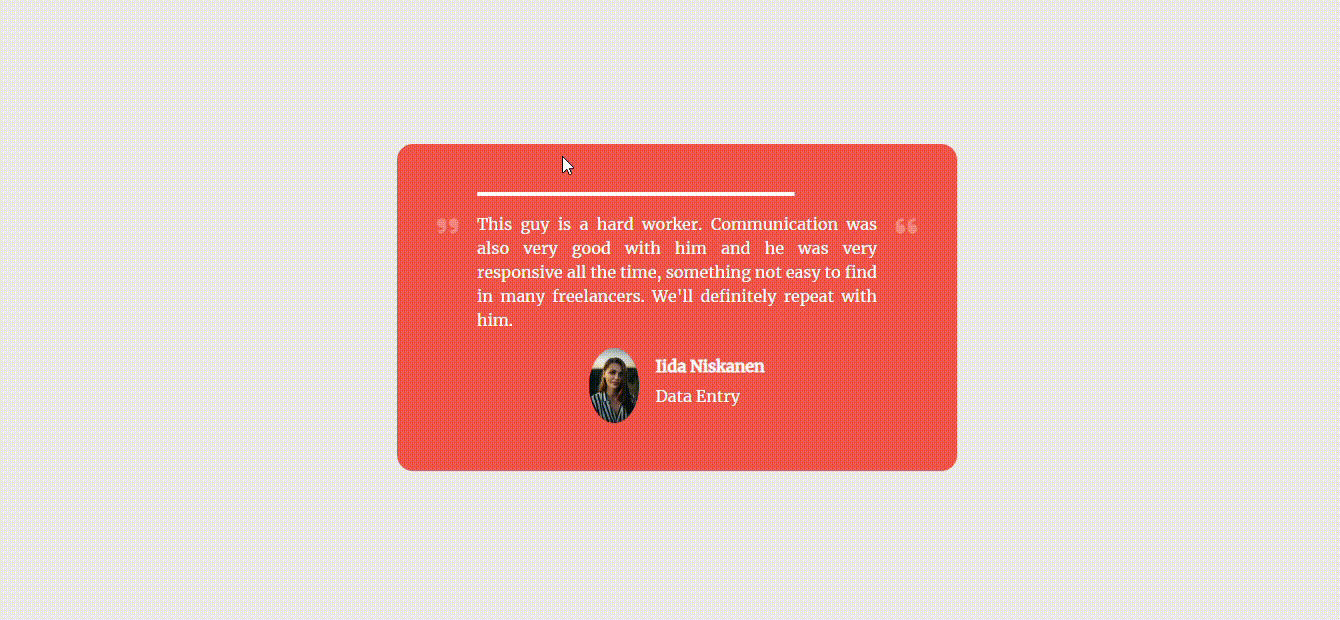 This guy is a hard worker. Communication was
also very good with him and he was very
responsive all the time, something not easy to find
in many freelancers. We'll definitely repeat with
him.
Iida Niskanen
Data Entry